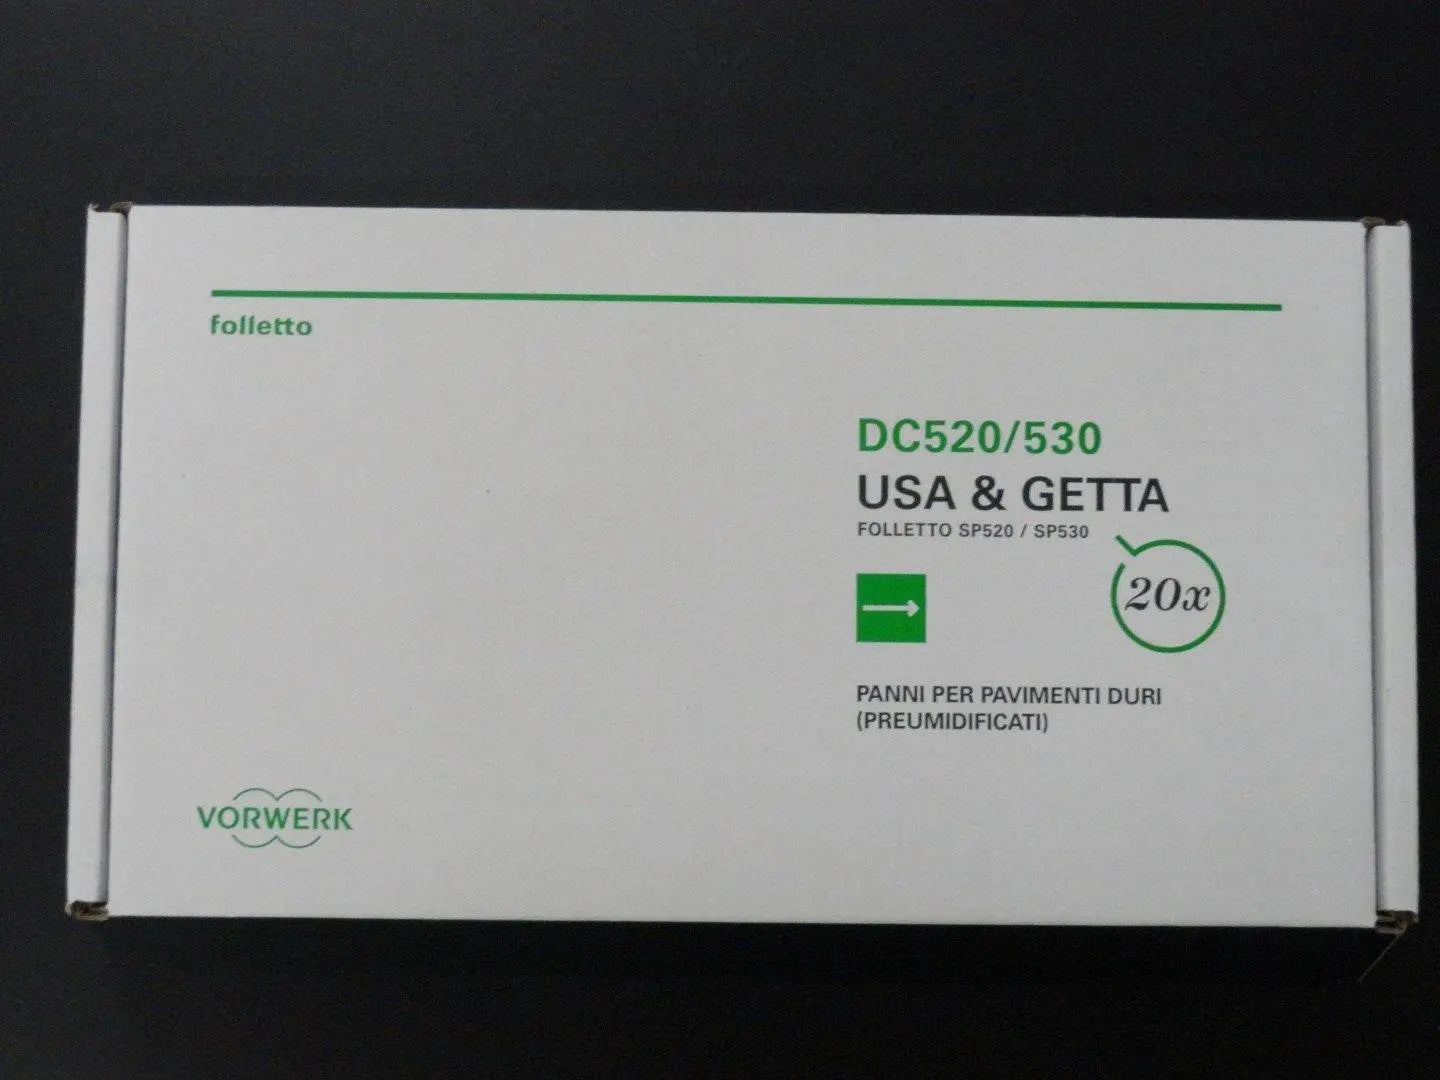 folletto
DC520/530
USA & GETTA
FOLLETTO SP520 / SP530
20x
PANNI PER PAVIMENTI DURI
(PREUMIDIFICATI)
VORWERK